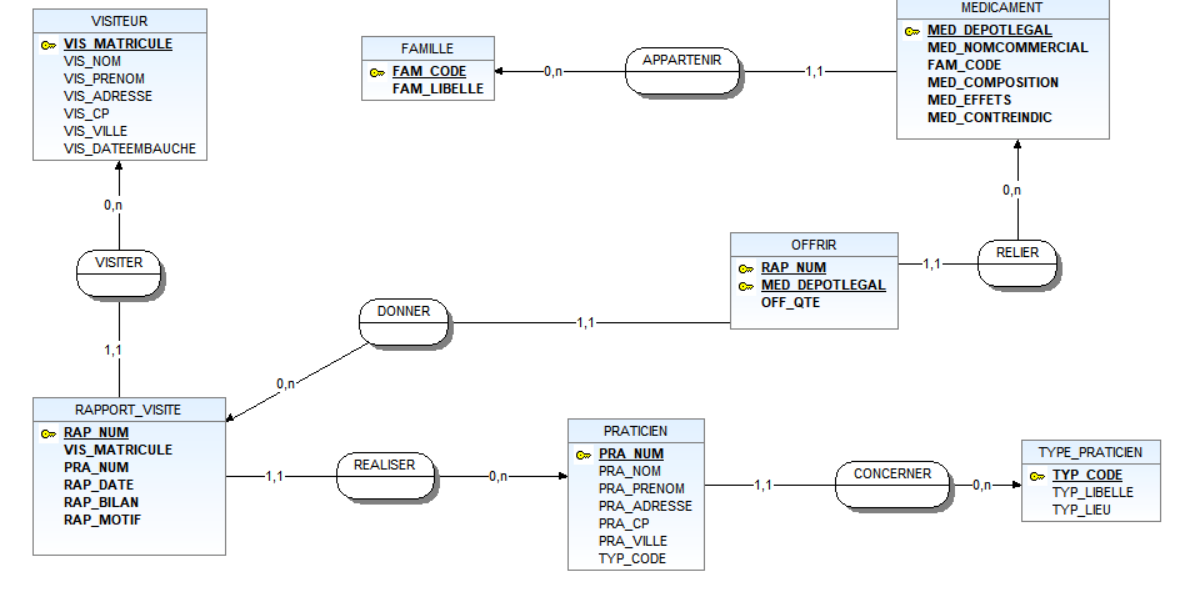 VISITEUR
VIS_MATRICULE
VIS_NOM
VIS_PRENOM
VIS_ADRESSE
VIS_CP
VIS_VILLE
VIS_DATEEMBAUCHE
FAMILLE
FAM_CODE
FAM_LIBELLE
0,n
APPARTENIR
1,1
MEDICAMENT
MED_DEPOTLEGAL
MED_NOMCOMMERCIAL
FAM_CODE
MED_COMPOSITION
MED_EFFETS
MED_CONTREINDIC
0,n
0,n
VISITER
OFFRIR
RAP_NUM
MED_DEPOTLEGAL
OFF_QTE
1,1
RELIER
DONNER
1,1
1,1
0,n
RAPPORT_VISITE
RAP_NUM
VIS_MATRICULE
PRA_NUM
RAP_DATE
RAP_BILAN
RAP_MOTIF
1,1
REALISER
0,n
PRATICIEN
PRA_NUM
PRA_NOM
PRA_PRENOM
PRA_ADRESSE
PRA_CP
PRA_VILLE
TYP_CODE
1,1
CONCERNER
0,n
TYPE_PRATICIEN
TYP_CODE
TYP_LIBELLE
TYP_LIEU